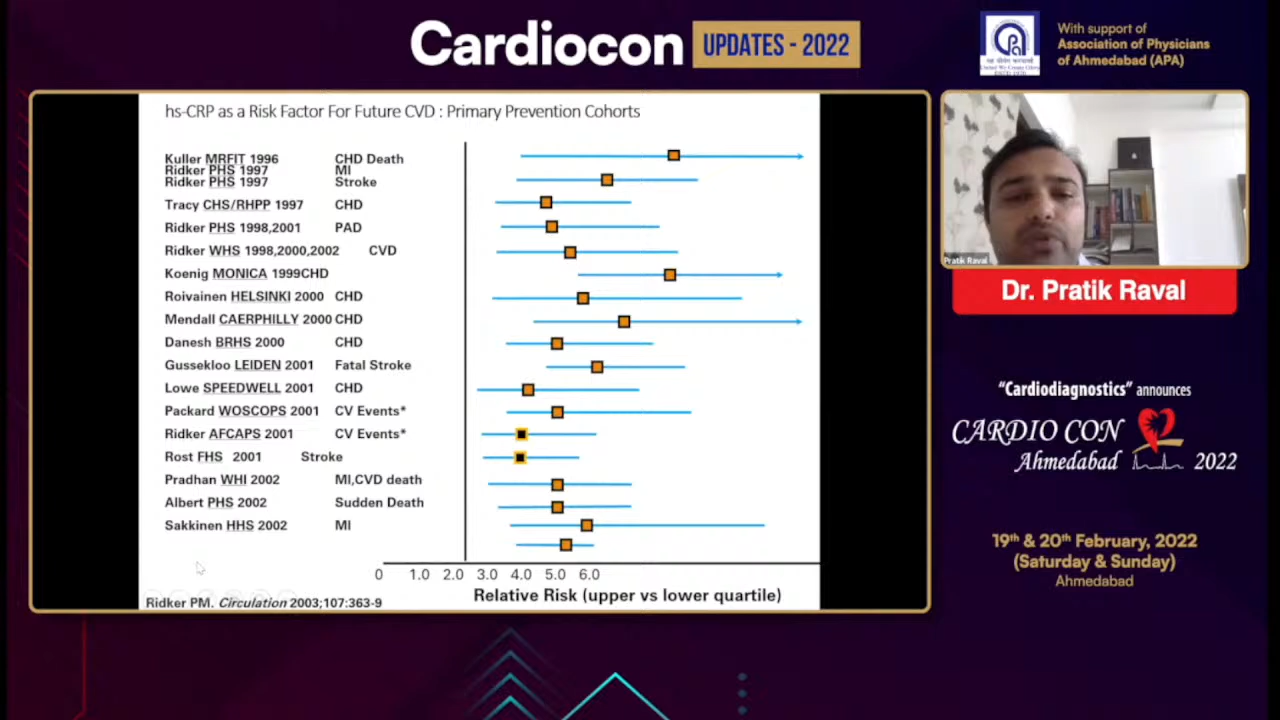 Cardiocon UPDATES - 2022
With support of
Association of Physicians
of Ahmedabad (APA)
hs-CRP as a Risk Factor For Future CVD : Primary Prevention Cohorts
Kuller MRFIT 1996 CHD Death
Ridker PHS 1997 MI
Ridker PHS 1997 Stroke
Tracy CHS/RHPP 1997 CHD
Ridker PHS 1998,2001 PAD
Ridker WHS 1998,2000,2002 CVD
Koenig MONICA 1999CHD
Roivainen HELSINKI 2000 CHD
Mendall CAERPHILLY 2000 CHD
Danesh BRHS 2000 CHD
Gussekloo LEIDEN 2001 Fatal Stroke
Lowe SPEEDWELL 2001 CHD
Packard WOSCOPS 2001 CV Events*
Ridker AFCAPS 2001 CV Events*
Rost FHS 2001 Stroke
Pradhan WHI 2002 MI,CVD death
Albert PHS 2002 Sudden Death
Sakkinen HHS 2002 MI
0 1.0 2.0 3.0 4.0 5.0 6.0
Relative Risk (upper vs lower quartile)
Ridker PM. Circulation 2003;107:363-9
Pratik Raval
Dr. Pratik Raval
"Cardiodiagnostics" announces
CARDIO CON
Ahmedabad 2022
19th & 20th February, 2022
(Saturday & Sunday)
Ahmedabad